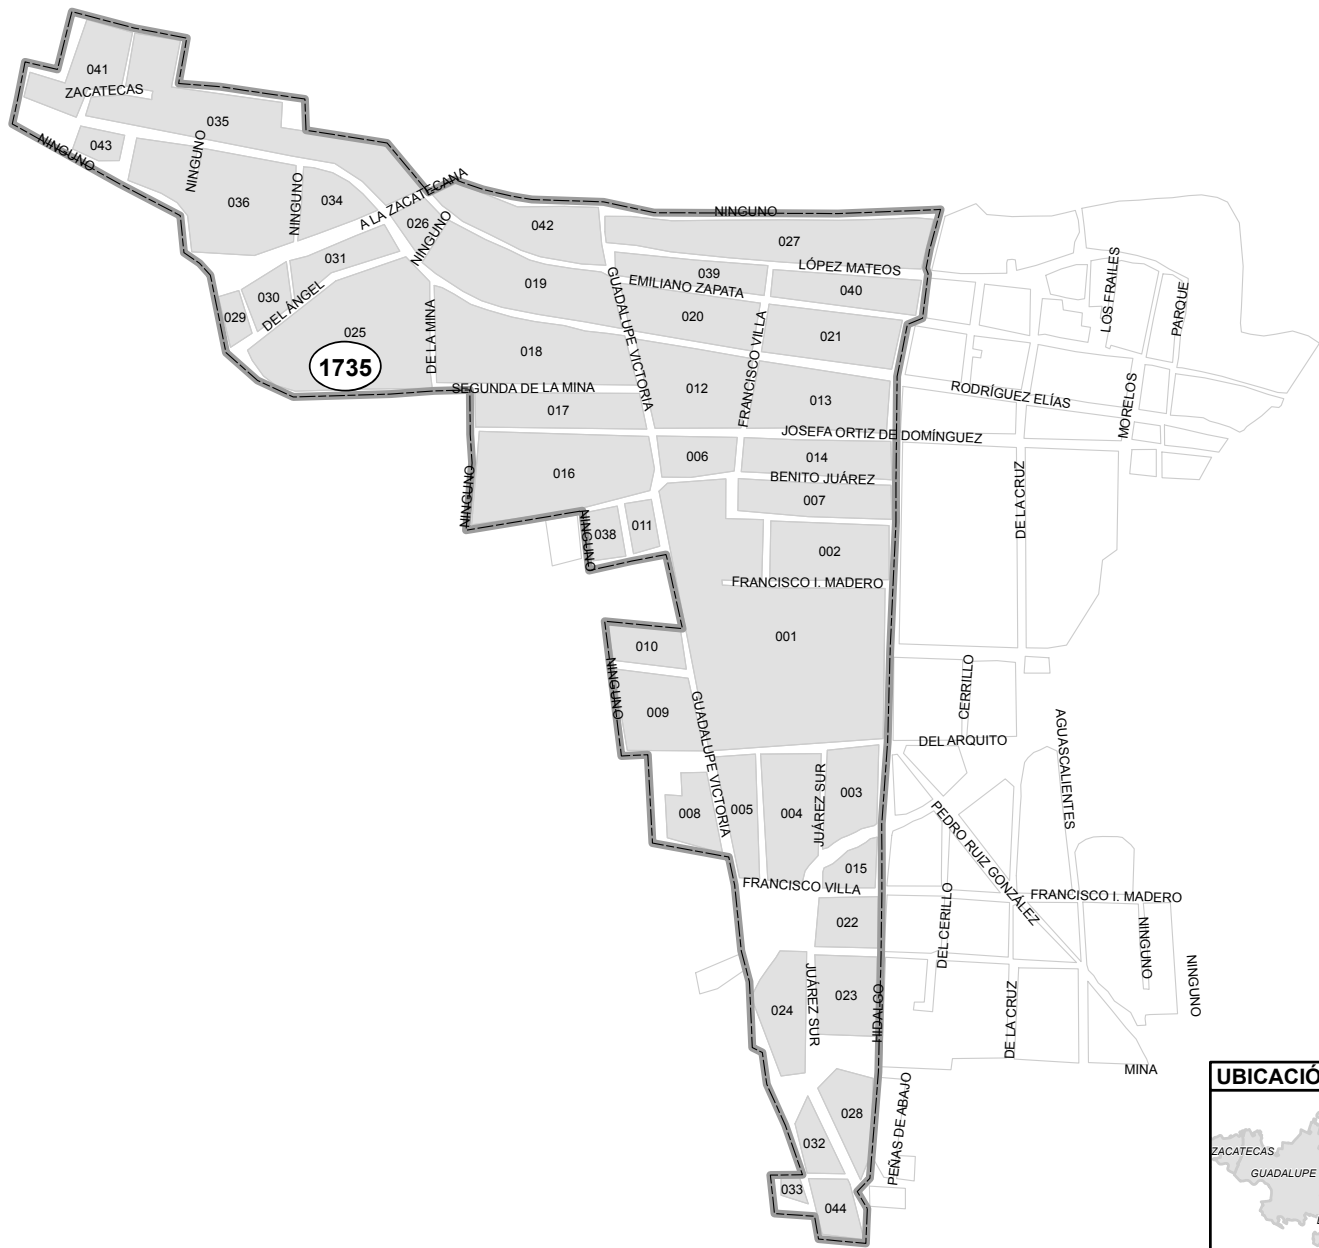 041
ZACATECAS
035
043
NINGUNO
NINGUNO
036
NINGUNO
034
A LA ZACATECANA
026
NINGUNO
042
NINGUNO
027
LÓPEZ MATEOS
039
EMILIANO ZAPATA
040
031
030
DEL ÁNGEL
029
025
1735
DE LA MINA
019
GUADALUPE VICTORIA
020
FRANCISCO VILLA
021
018
SEGUNDA DE LA MINA
012
013
017
JOSEFA ORTIZ DE DOMÍNGUEZ
RODRÍGUEZ ELÍAS
LOS FRAILES
PARQUE
MORELOS
006
014
BENITO JUÁREZ
016
NINGUNO
007
DE LA CRUZ
NINGUNO
038
011
002
FRANCISCO I. MADERO
001
010
NINGUNO
009
GUADALUPE VICTORIA
CERRILLO
DEL ARQUITO
AGUASCALIENTES
008
005
004
JUÁREZ SUR
003
PEDRO RUIZ GONZÁLEZ
015
FRANCISCO VILLA
FRANCISCO I. MADERO
022
DEL CERILLO
NINGUNO
NINGUNO
024
JUÁREZ SUR
023
HIDALGO
DE LA CRUZ
MINA
028
PEÑAS DE ABAJO
032
033
044
UBICACIÓ
ZACATECAS
GUADALUPE